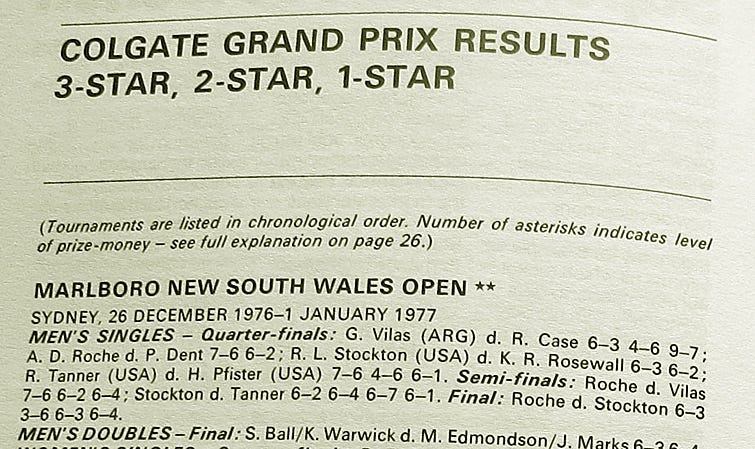 COLGATE GRAND PRIX RESULTS
3-STAR, 2-STAR, 1-STAR
(Tournaments are listed in chronological order. Number of asterisks indicates level
of prize-money – see full explanation on page 26.)
MARLBORO NEW SOUTH WALES OPEN **
SYDNEY, 26 DECEMBER 1976–1 JANUARY 1977
MEN'S SINGLES – Quarter-finals: G. Vilas (ARG) d. R. Case 6–3 4–6 9–7;
A. D. Roche d. P. Dent 7–6 6–2; R. L. Stockton (USA) d. K. R. Rosewall 6–3 6–2;
R. Tanner (USA) d. H. Pfister (USA) 7–6 4–6 6–1. Semi-finals: Roche d. Vilas
7–6 6–2 6–4; Stockton d. Tanner 6–2 6–4 6–7 6–1. Final: Roche d. Stockton 6–3
3–6 6–3 6–4.
MEN'S DOUBLES – Final: S. Ball/K. Warwick d. M. Edmondson/J. Marks 6–3 6–4